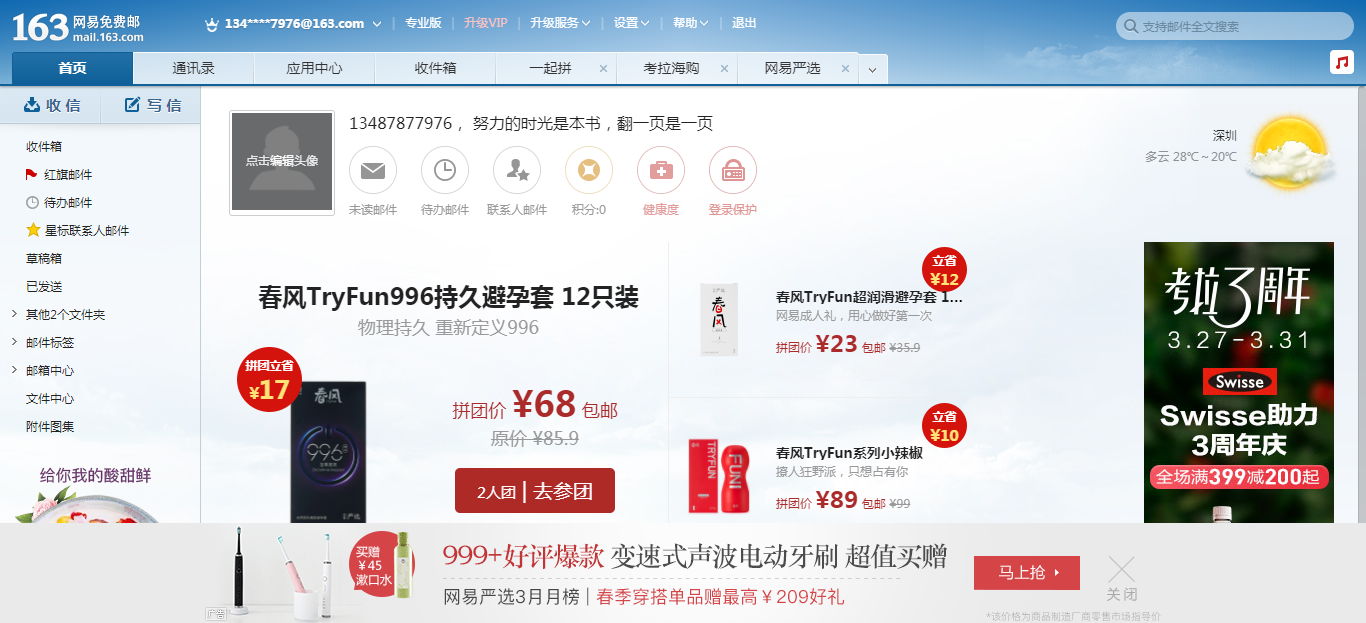 163 网易免费邮
mail.163.com
134****7976@163.com 专业版 升级VIP 升级服务 设置 帮助 退出
支持邮件全文搜索
首页 通讯录 应用中心 收件箱 一起拼 考拉海购 网易严选
收信 写信
收件箱
红旗邮件
待办邮件
星标联系人邮件
草稿箱
已发送
其他2个文件夹
邮件标签
邮箱中心
文件中心
附件图集
给你我的酸甜鲜
点击编辑头像
13487877976， 努力的时光是本书，翻一页是一页
未读邮件 待办邮件 联系人邮件 积分:0 健康度 登录保护
深圳
多云 28℃～20℃
春风TryFun996持久避孕套 12只装
物理持久 重新定义996
拼团立省
¥17
春风
996
拼团价 ¥68 包邮
原价 ¥85.9
2人团 | 去参团
立省
¥12
春风
春风TryFun超润滑避孕套 1...
网易成人礼，用心做好第一次
拼团价 ¥23 包邮 ¥35.9
立省
¥10
TRYFUN
FUN!
春风TryFun系列小辣椒
撩人狂野派，只想占有你
拼团价 ¥89 包邮 ¥99
考拉3周年
3.27-3.31
Swisse
Swisse助力
3周年庆
全场满399减200起
买赠
￥45
漱口水
999+好评爆款 变速式声波电动牙刷 超值买赠
网易严选3月月榜 | 春季穿搭单品赠最高￥209好礼
马上抢
关闭
广告
*该价格为商品制造厂商零售市场指导价